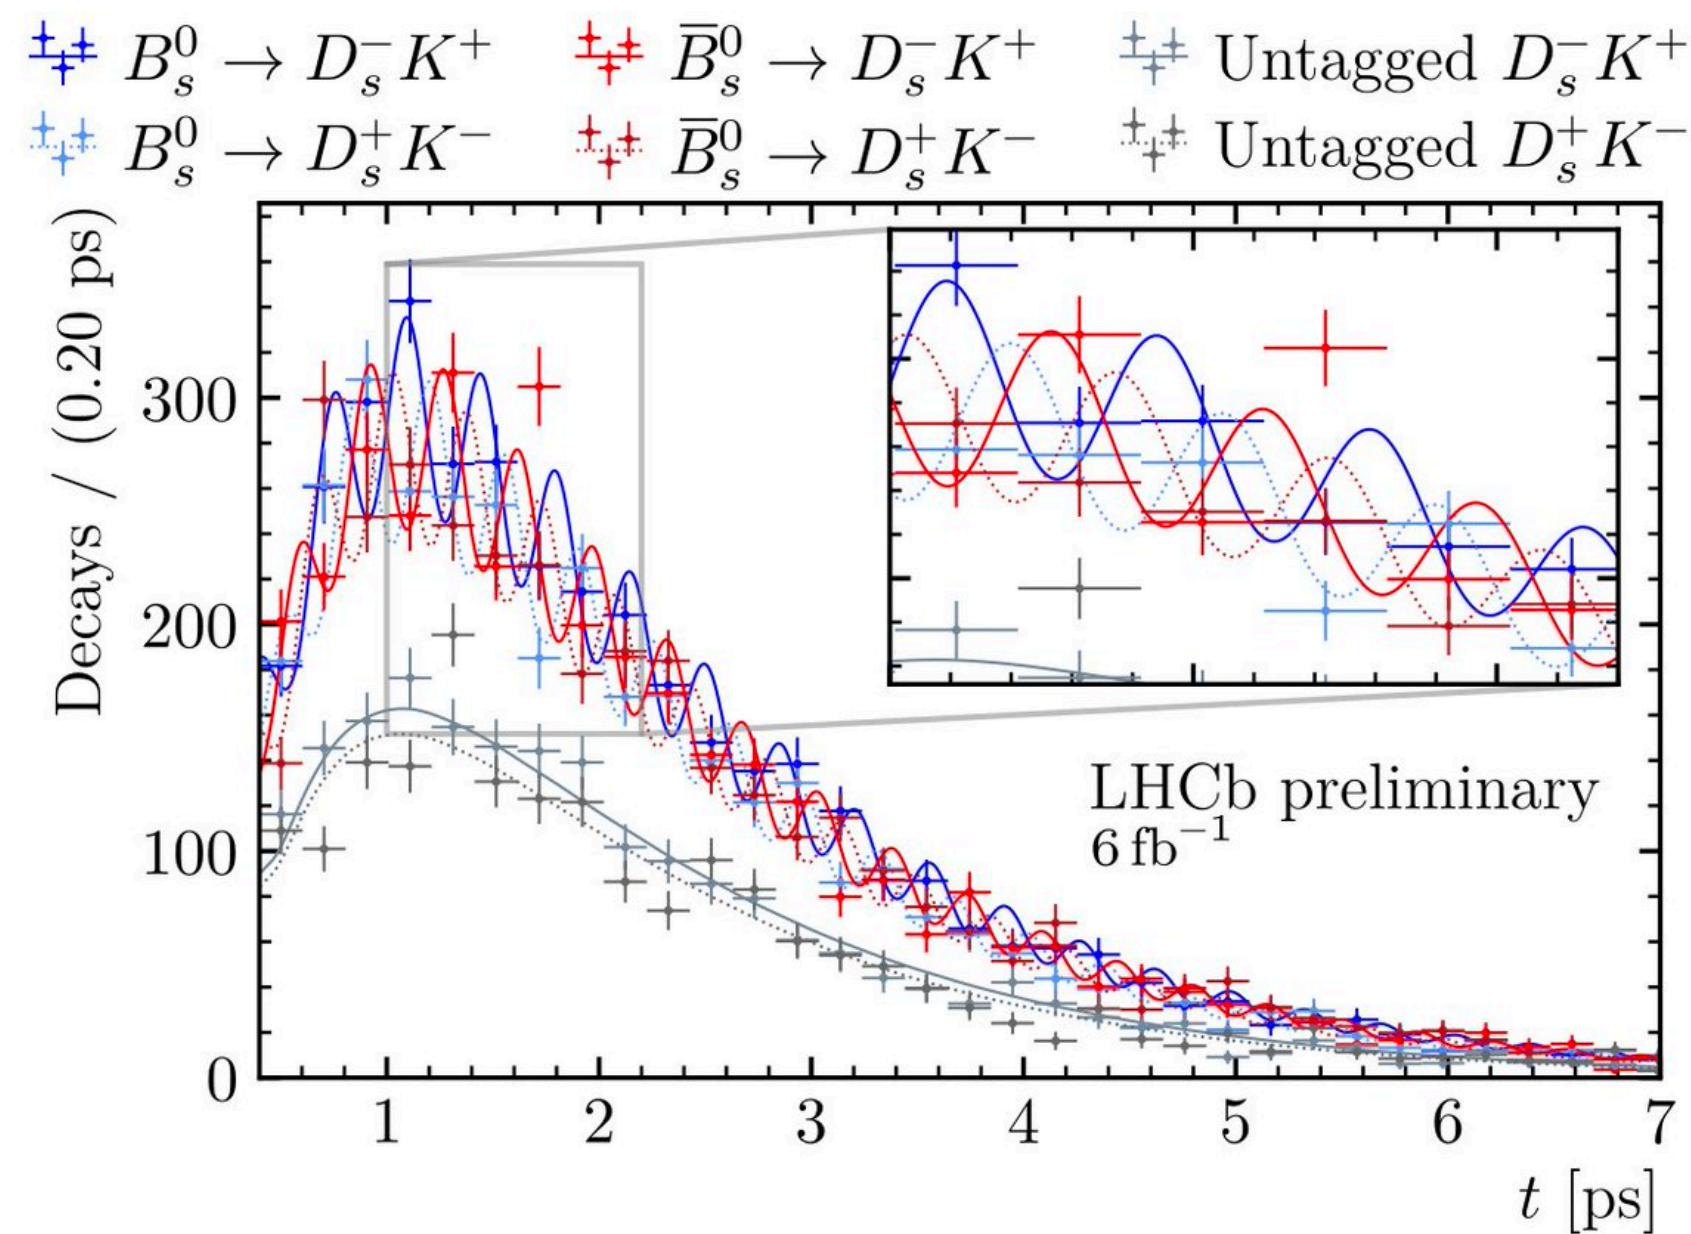 B⁰ₛ → D⁻ₛK⁺ B̅⁰ₛ → D⁻ₛK⁺ Untagged D⁻ₛK⁺
B⁰ₛ → D⁺ₛK⁻ B̅⁰ₛ → D⁺ₛK⁻ Untagged D⁺ₛK⁻
Decays / (0.20 ps)
300
200
100
0
LHCb preliminary
6 fb⁻¹
1 2 3 4 5 6 7
t [ps]